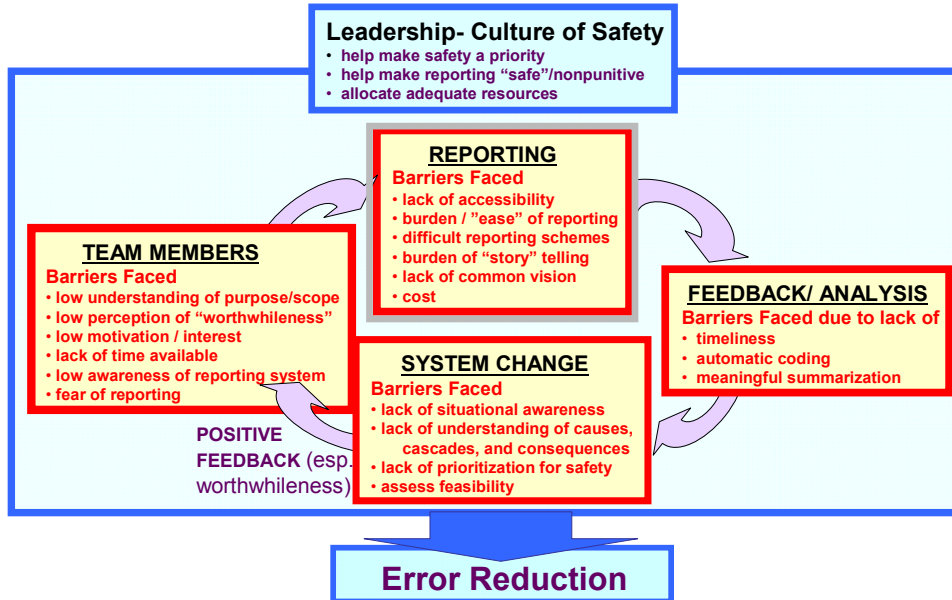 Leadership- Culture of Safety
• help make safety a priority
• help make reporting “safe”/nonpunitive
• allocate adequate resources
REPORTING
Barriers Faced
• lack of accessibility
• burden / ”ease” of reporting
• difficult reporting schemes
• burden of “story” telling
• lack of common vision
• cost
TEAM MEMBERS
Barriers Faced
• low understanding of purpose/scope
• low perception of “worthwhileness”
• low motivation / interest
• lack of time available
• low awareness of reporting system
• fear of reporting
FEEDBACK/ ANALYSIS
Barriers Faced due to lack of
• timeliness
• automatic coding
• meaningful summarization
SYSTEM CHANGE
Barriers Faced
• lack of situational awareness
• lack of understanding of causes,
cascades, and consequences
• lack of prioritization for safety
• assess feasibility
POSITIVE
FEEDBACK (esp.
worthwhileness)
Error Reduction